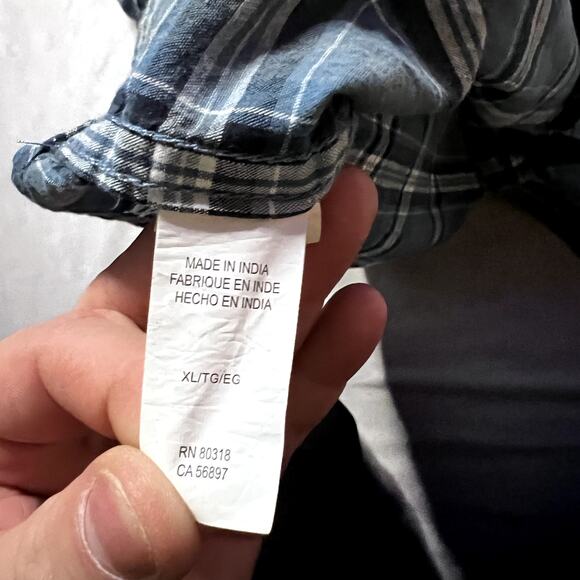 MADE IN INDIA
FABRIQUE EN INDE
HECHO EN INDIA
XL/TG/EG
RN 80318
CA 56897